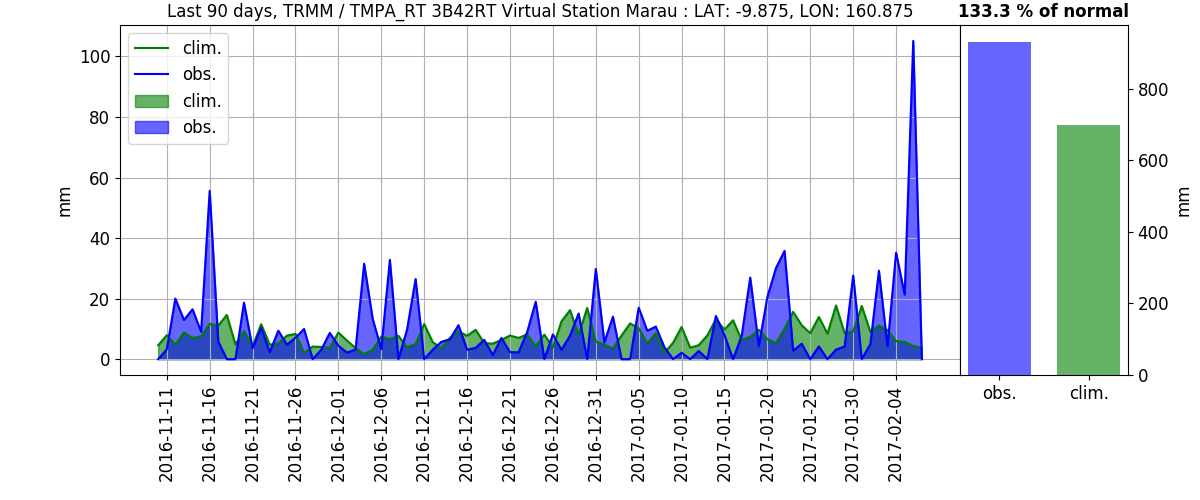 Last 90 days, TRMM / TMPA_RT 3B42RT Virtual Station Marau : LAT: -9.875, LON: 160.875
133.3 % of normal
clim.
obs.
clim.
obs.
mm
100
80
60
40
20
0
2016-11-11
2016-11-16
2016-11-21
2016-11-26
2016-12-01
2016-12-06
2016-12-11
2016-12-16
2016-12-21
2016-12-26
2016-12-31
2017-01-05
2017-01-10
2017-01-15
2017-01-20
2017-01-25
2017-01-30
2017-02-04
800
600
400
200
0
mm
obs.
clim.